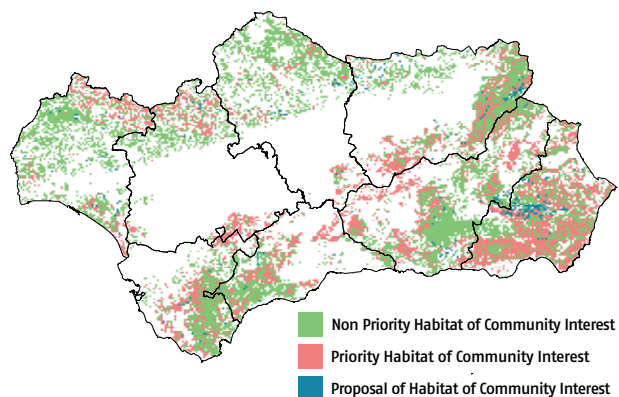 Non Priority Habitat of Community Interest
Priority Habitat of Community Interest
Proposal of Habitat of Community Interest